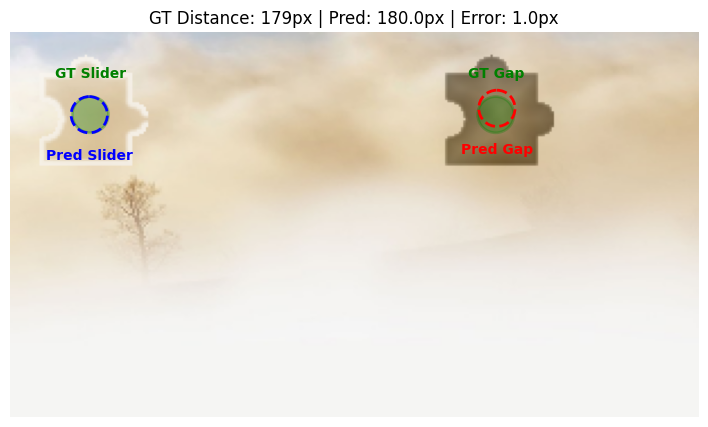 GT Distance: 179px | Pred: 180.0px | Error: 1.0px
GT Slider
GT Gap
Pred Slider
Pred Gap